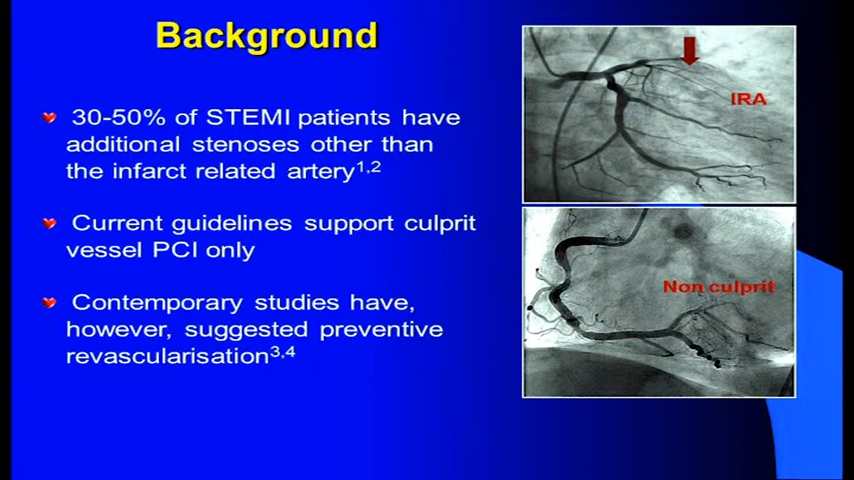 Background
30-50% of STEMI patients have
additional stenoses other than
the infarct related artery1,2
Current guidelines support culprit
vessel PCI only
Contemporary studies have,
however, suggested preventive
revascularisation3,4
IRA
Non culprit